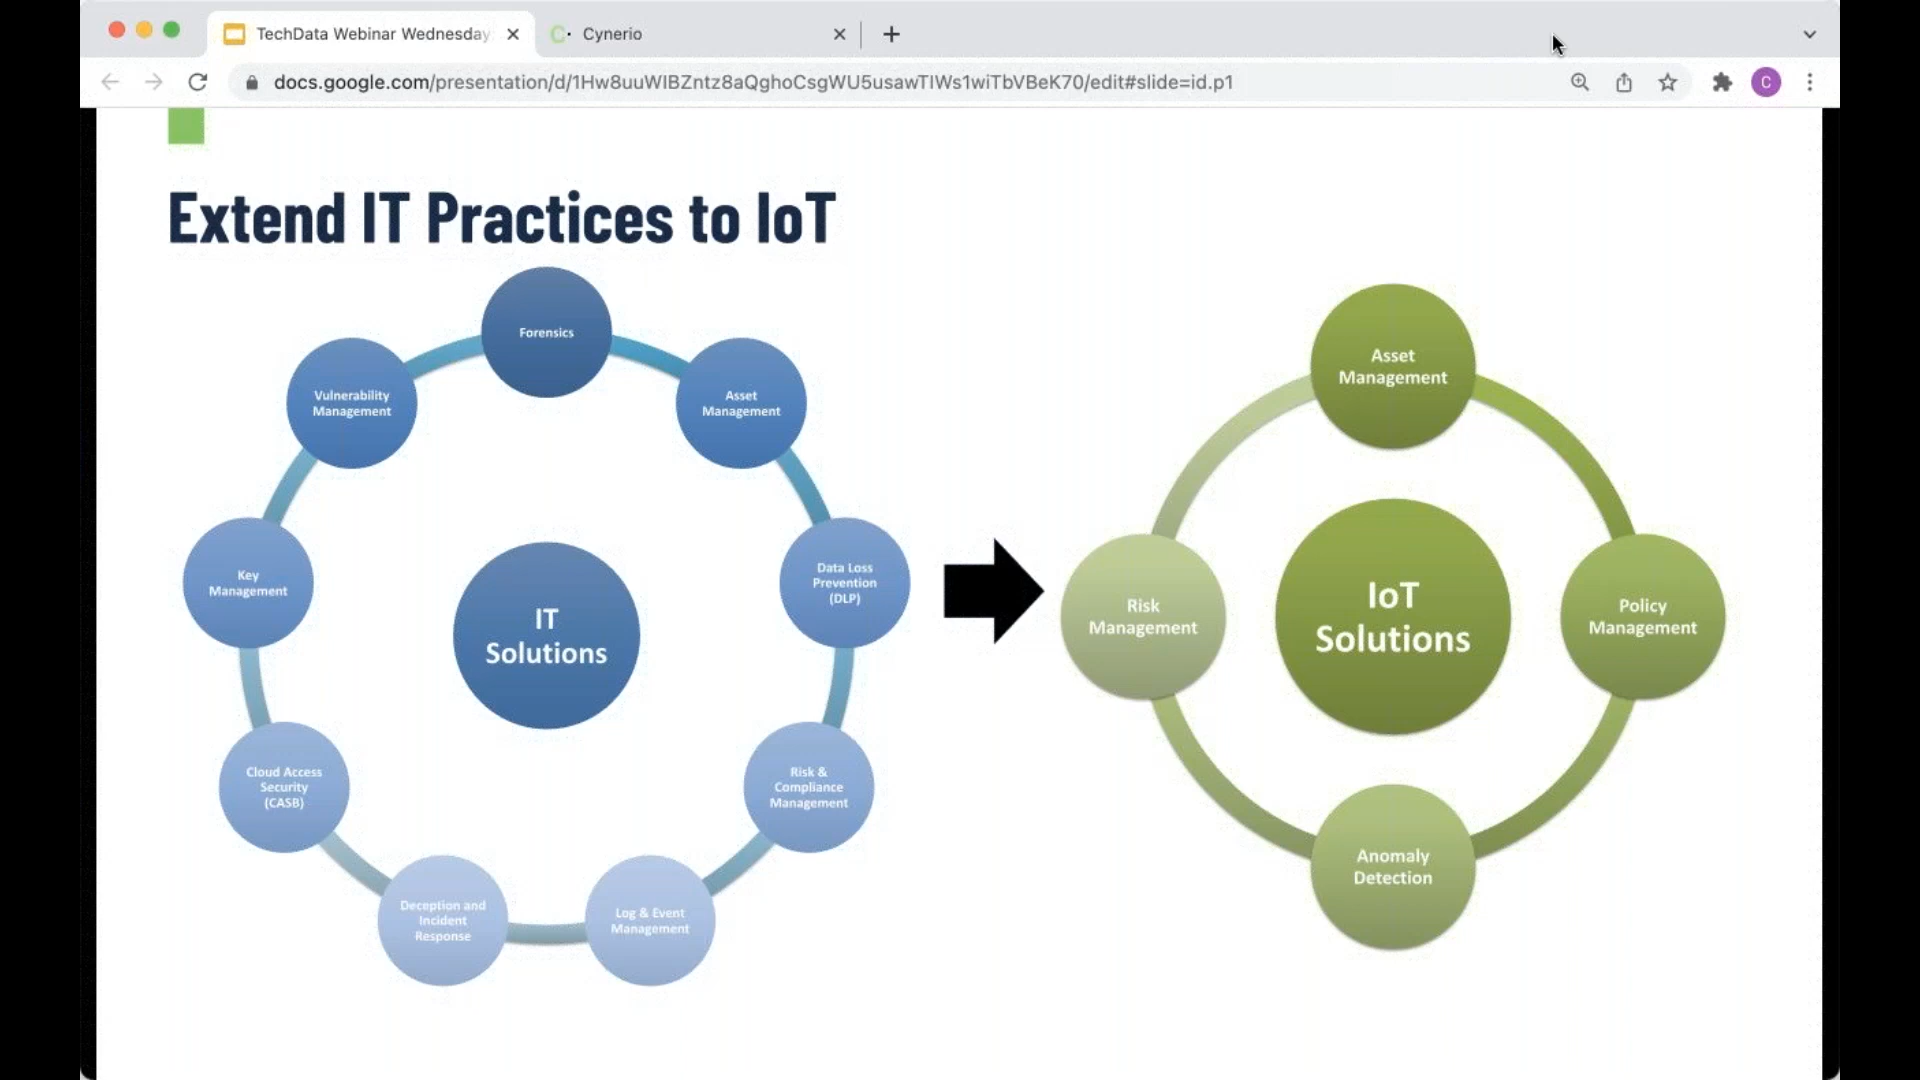 TechData Webinar Wednesday
Cynerio
docs.google.com/presentation/d/1Hw8uuWIBZntz8aQghoCsgWU5usawTIWs1wiTbVBeK70/edit#slide=id.p1
C
Extend IT Practices to IoT
Forensics
Vulnerability
Management
Asset
Management
Key
Management
Data Loss
Prevention
(DLP)
IT
Solutions
Cloud Access
Security
(CASB)
Risk &
Compliance
Management
Deception and
Incident
Response
Log & Event
Management
Asset
Management
Risk
Management
IoT
Solutions
Policy
Management
Anomaly
Detection